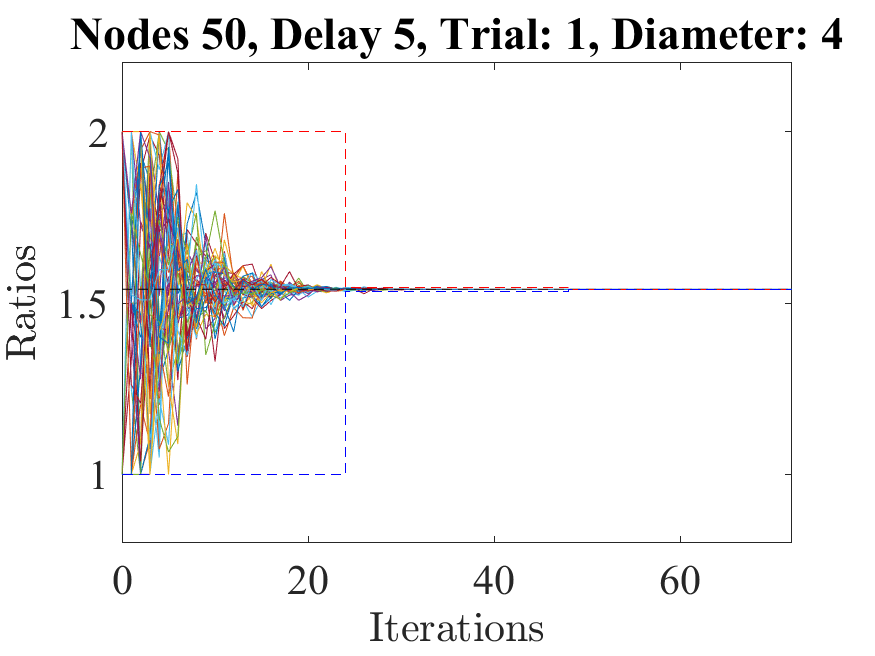 Nodes 50, Delay 5, Trial: 1, Diameter: 4
2
1.5
1
Ratios
0 20 40 60
Iterations